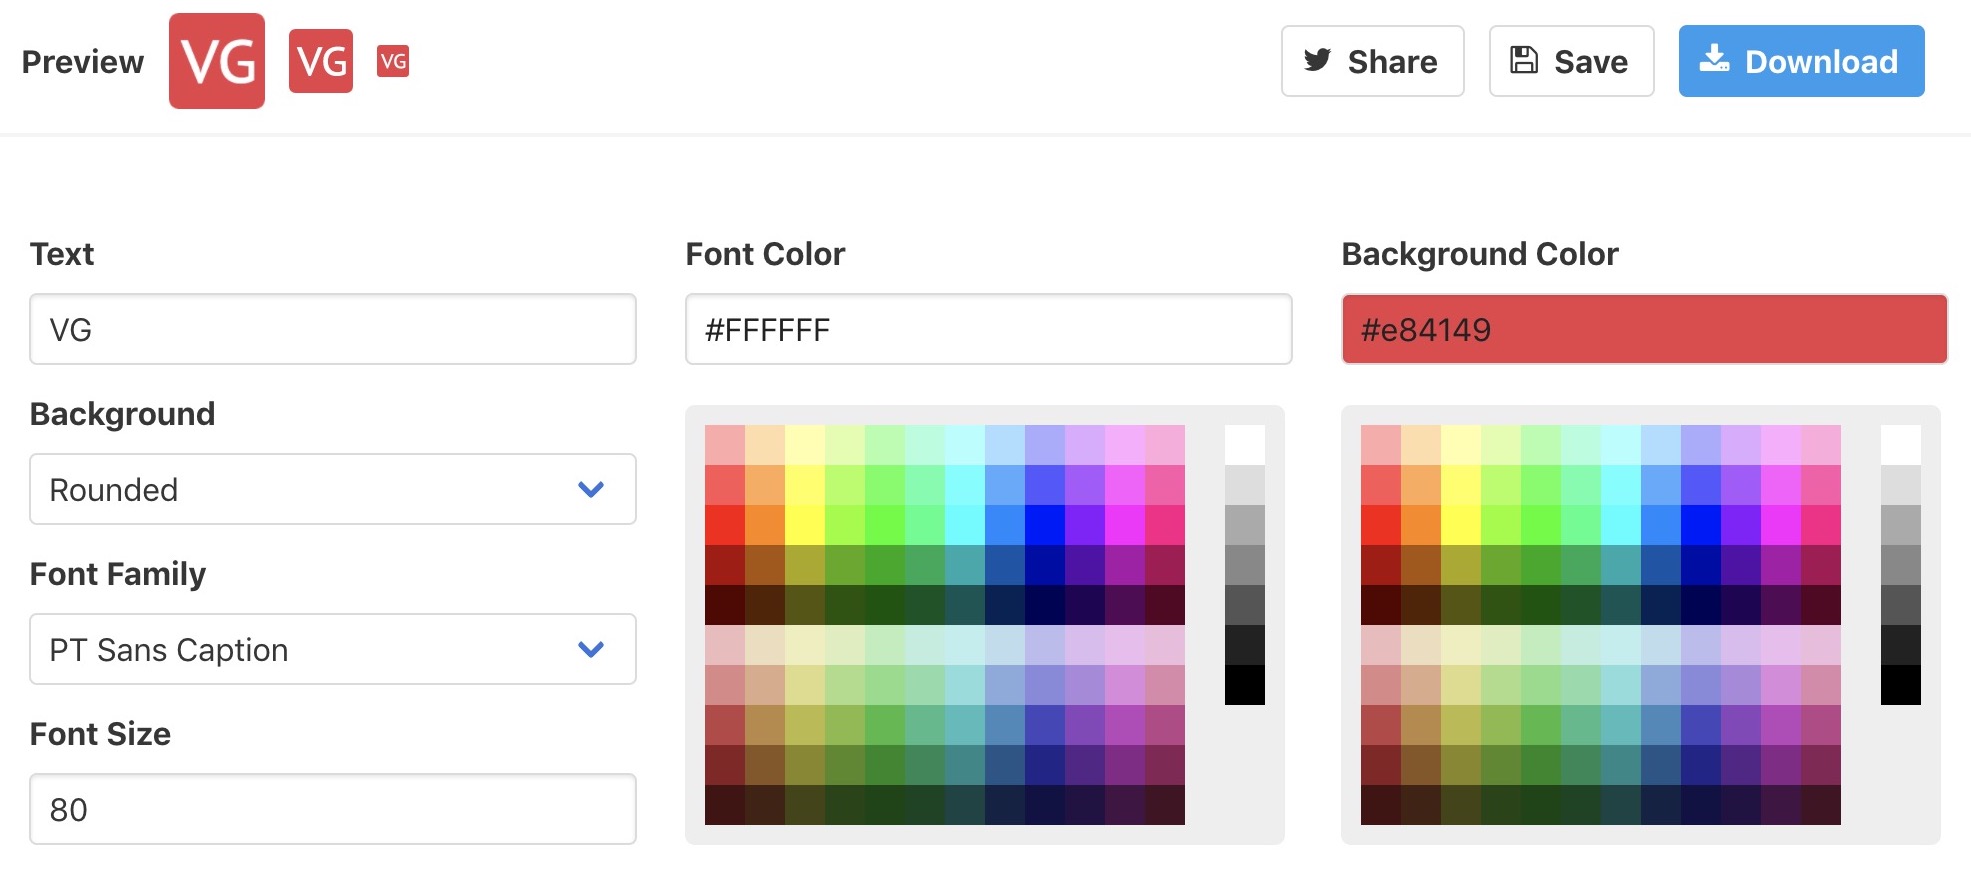 Preview VG VG VG Share Save Download
Text
VG
Background
Rounded
Font Family
PT Sans Caption
Font Size
80
Font Color
#FFFFFF
Background Color
#e84149